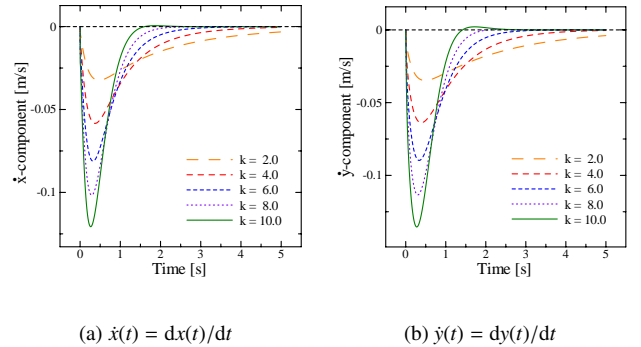 0
-0.05
-0.1
ẋ-component [m/s]
k = 2.0
k = 4.0
k = 6.0
k = 8.0
k = 10.0
0 1 2 3 4 5
Time [s]
(a) ẋ(t) = dx(t)/dt
0
-0.05
-0.1
ẏ-component [m/s]
k = 2.0
k = 4.0
k = 6.0
k = 8.0
k = 10.0
0 1 2 3 4 5
Time [s]
(b) ẏ(t) = dy(t)/dt